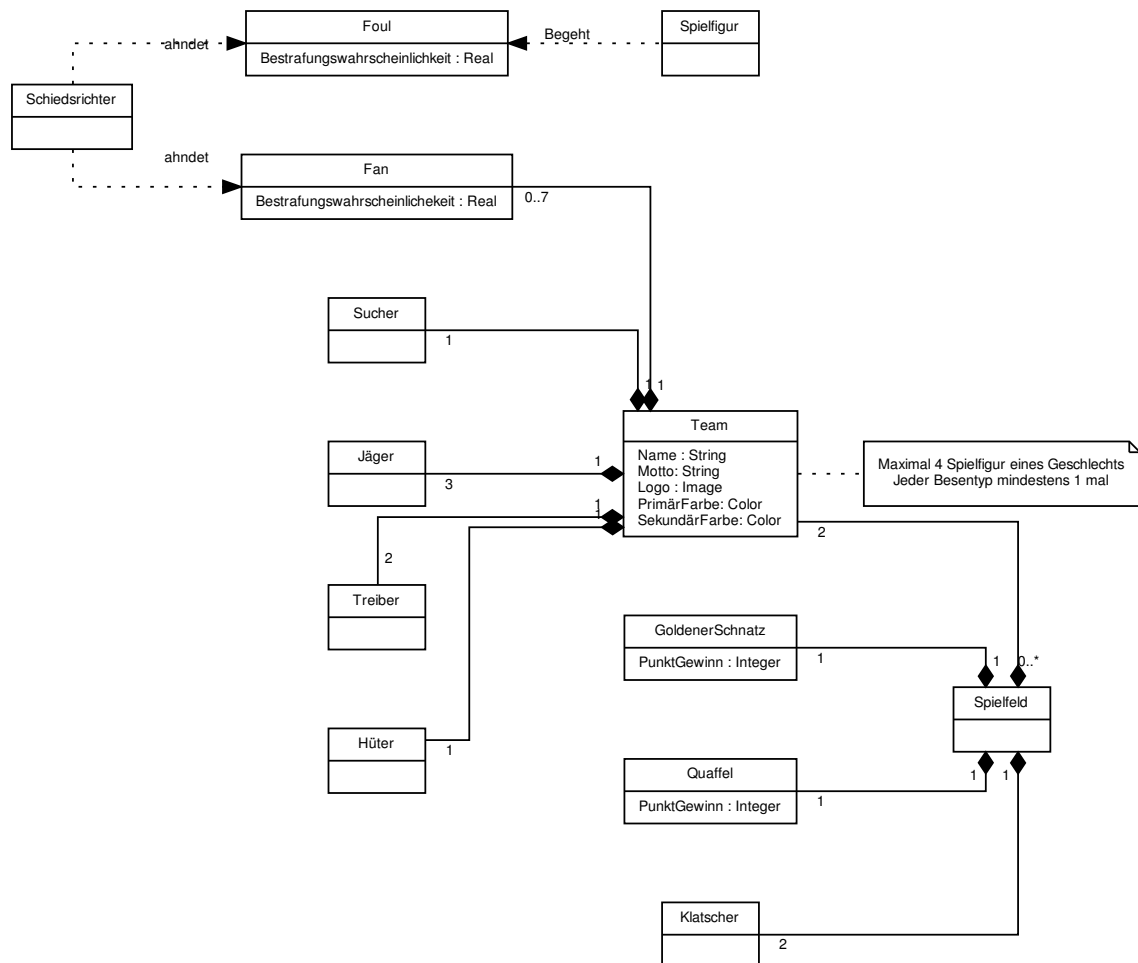 Foul
Bestrafungswahrscheinlichkeit : Real
Begeht
Spielfigur
ahndet
Schiedsrichter
ahndet
Fan
Bestrafungswahrscheinlichekeit : Real
0..7
Sucher
1
1
1
Team
Name : String
Motto: String
Logo : Image
PrimärFarbe: Color
SekundärFarbe: Color
Maximal 4 Spielfigur eines Geschlechts
Jeder Besentyp mindestens 1 mal
Jäger
3
1
1
1
2
Treiber
2
GoldenerSchnatz
PunktGewinn : Integer
1
1
0..*
Spielfeld
Hüter
1
Quaffel
PunktGewinn : Integer
1
1
1
Klatscher
2